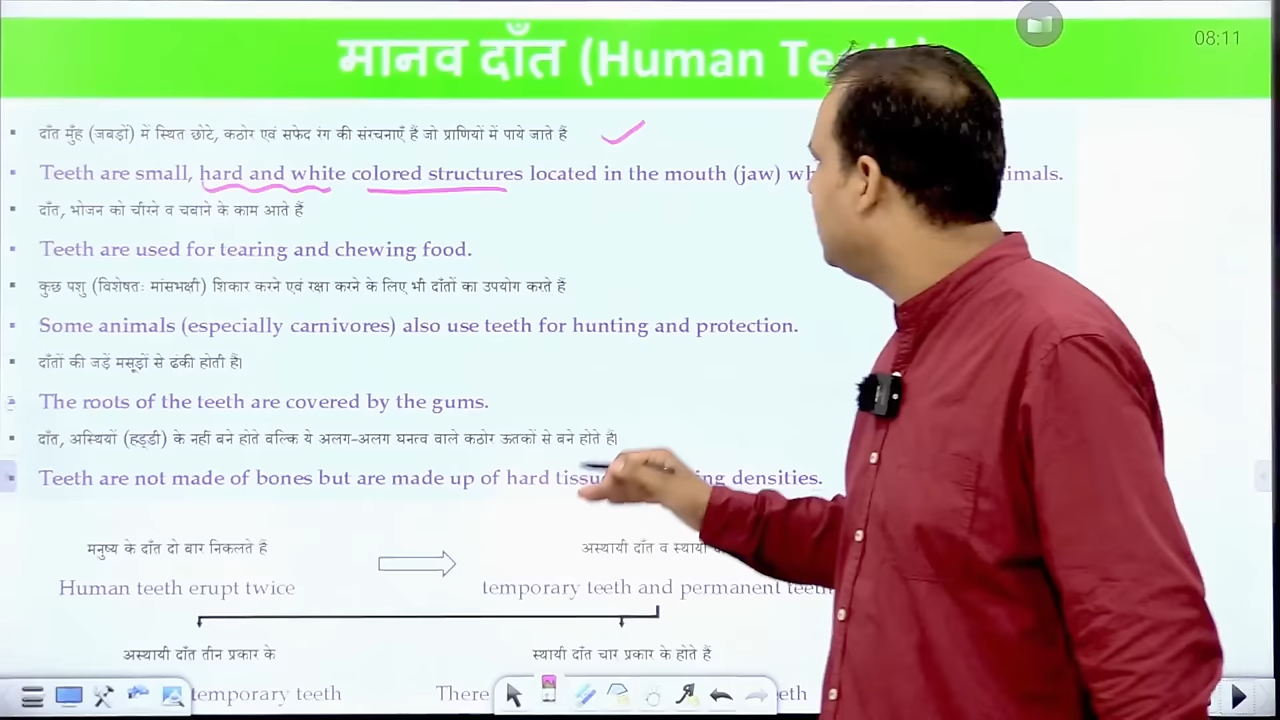 मानव दाँत (Human Te
08:11
दाँत मुँह (जबड़ों) में स्थित छोटे, कठोर एवं सफेद रंग की संरचनाएँ हैं जो प्राणियों में पाये जाते हैं
Teeth are small, hard and white colored structures located in the mouth (jaw) wh imals.
दाँत, भोजन को चीरने व चबाने के काम आते हैं
Teeth are used for tearing and chewing food.
कुछ पशु (विशेषतः मांसभक्षी) शिकार करने एवं रक्षा करने के लिए भी दाँतों का उपयोग करते हैं
Some animals (especially carnivores) also use teeth for hunting and protection.
दाँतों की जड़ें मसूड़ों से ढंकी होती हैं।
The roots of the teeth are covered by the gums.
दाँत, अस्थियों (हड्डी) के नहीं बने होते बल्कि ये अलग-अलग घनत्व वाले कठोर ऊतकों से बने होते हैं।
Teeth are not made of bones but are made up of hard tissu ng densities.
मनुष्य के दाँत दो बार निकलते हैं
अस्थायी दाँत व स्थायी
Human teeth erupt twice
temporary teeth and permanent teeth
अस्थायी दाँत तीन प्रकार के
स्थायी दाँत चार प्रकार के होते हैं
temporary teeth
There eth